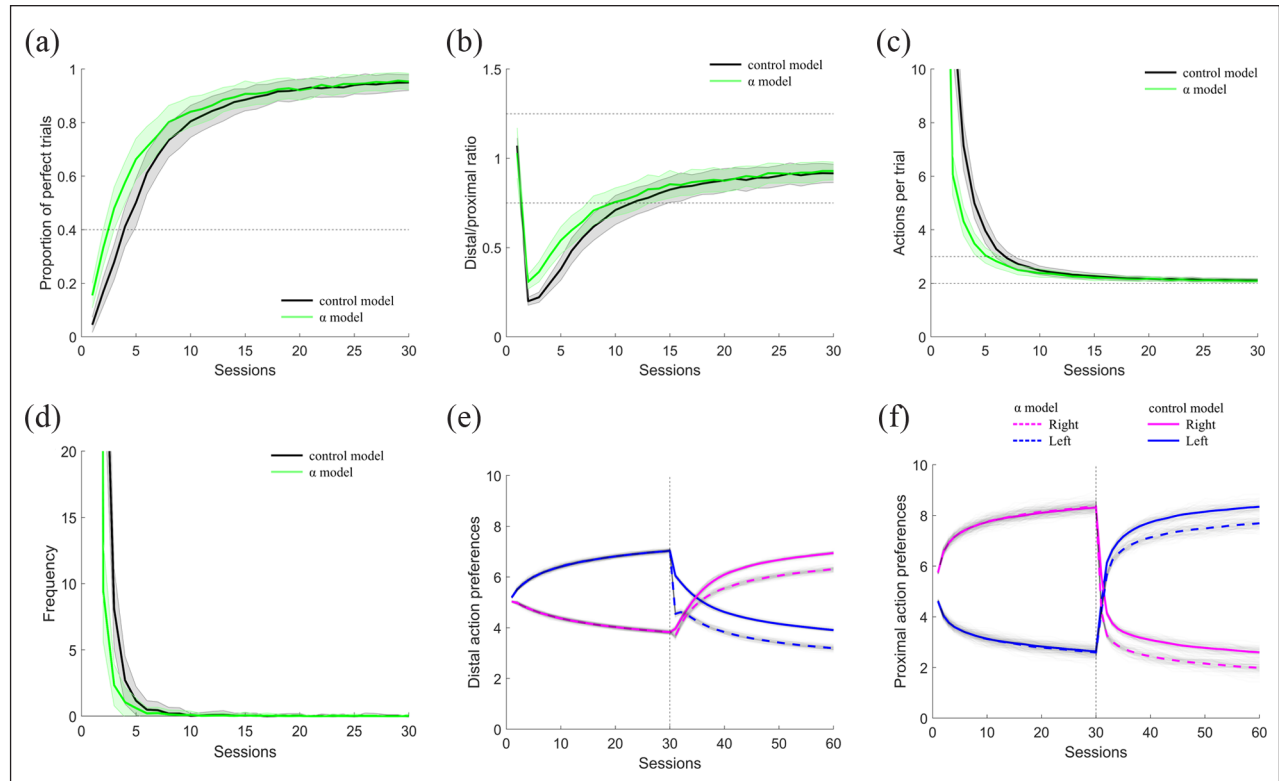 (a)
Proportion of perfect trials
1
0.8
0.6
0.4
0.2
0
control model
α model
0 5 10 15 20 25 30
Sessions
(b)
Distal/proximal ratio
1.5
1
0.5
0
control model
α model
0 5 10 15 20 25 30
Sessions
(c)
Actions per trial
10
8
6
4
2
0
control model
α model
0 5 10 15 20 25 30
Sessions
(d)
Frequency
20
15
10
5
0
control model
α model
0 5 10 15 20 25 30
Sessions
(e)
Distal action preferences
10
8
6
4
2
0
0 10 20 30 40 50 60
Sessions
(f)
α model
Right
Left
control model
Right
Left
Proximal action preferences
10
8
6
4
2
0
0 10 20 30 40 50 60
Sessions